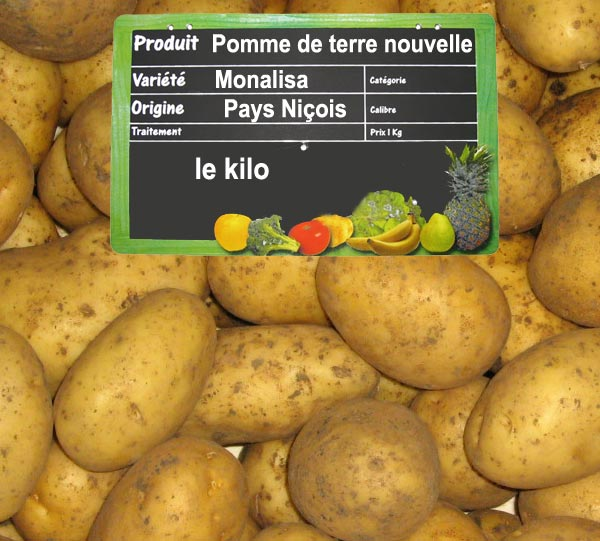 Produit Pomme de terre nouvelle
Variété Monalisa Catégorie
Origine Pays Niçois Calibre
Traitement Prix 1 Kg
le kilo